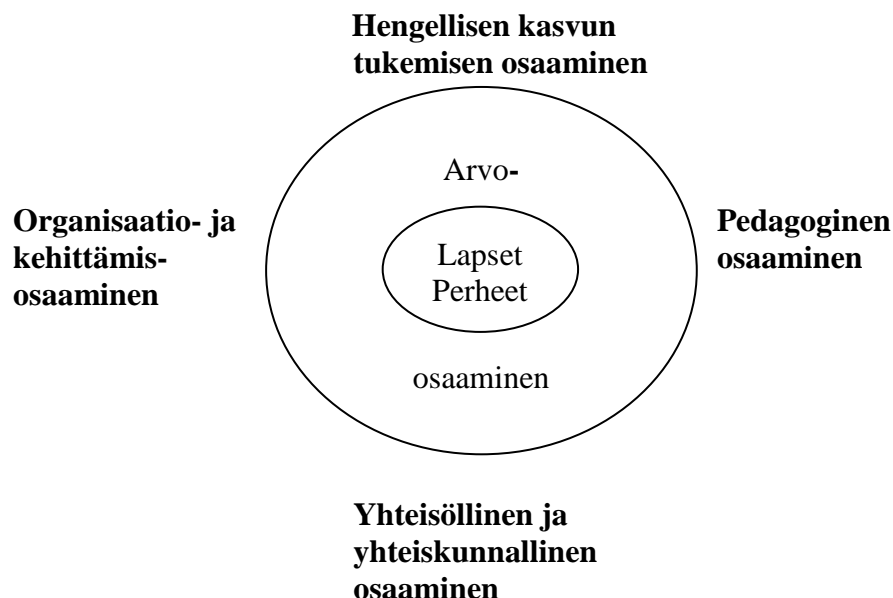 Hengellisen kasvun
tukemisen osaaminen
Arvo-
Organisaatio- ja
kehittämis-
osaaminen
Lapset
Perheet
Pedagoginen
osaaminen
osaaminen
Yhteisöllinen ja
yhteiskunnallinen
osaaminen